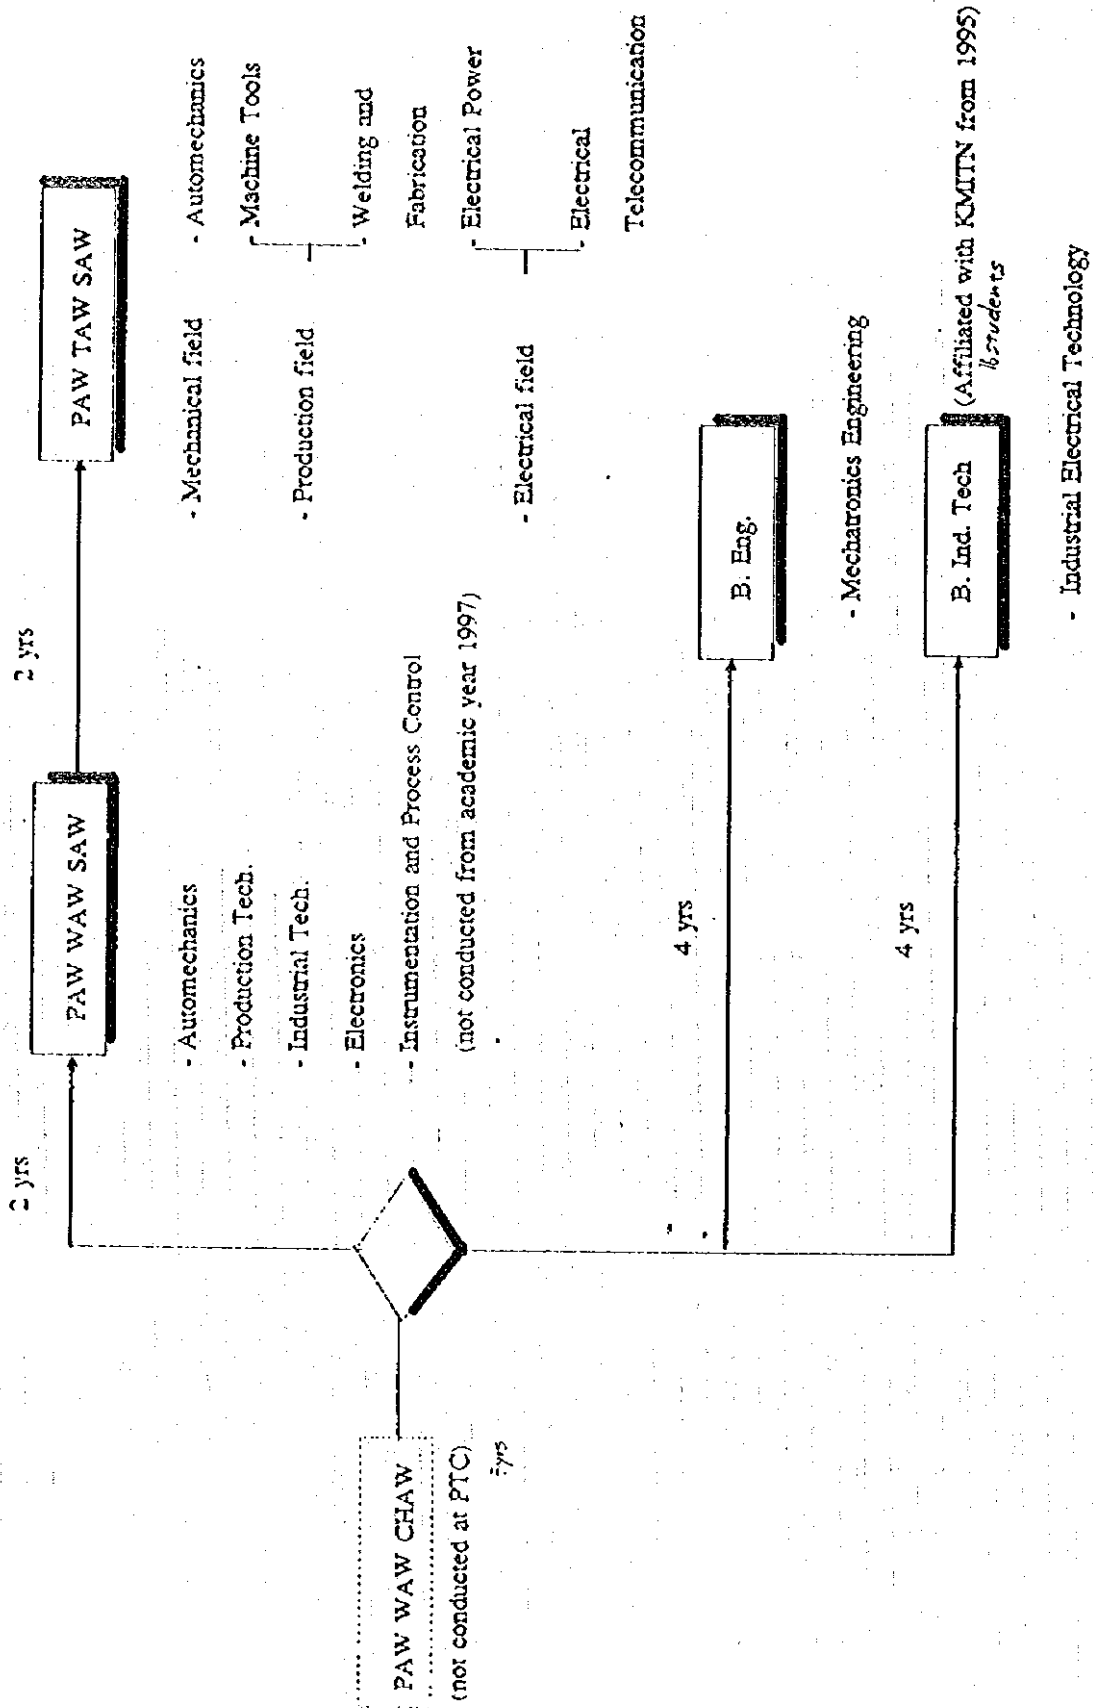 2 yrs
2 yrs
PAW WAW SAW
PAW TAW SAW
- Automechanics
- Production Tech.
- Industrial Tech.
- Electronics
- Instrumentation and Process Control
(not conducted from academic year 1997)
- Mechanical field
- Automechanics
- Production field
- Machine Tools
- Welding and
Fabrication
- Electrical field
- Electrical Power
- Electrical
Telecommunication
PAW WAW CHAW
(not conducted at PTC)
yrs
4 yrs
B. Eng.
- Mechatronics Engineering
4 yrs
B. Ind. Tech
(Affiliated with KMITN from 1995)
students
- Industrial Electrical Technology